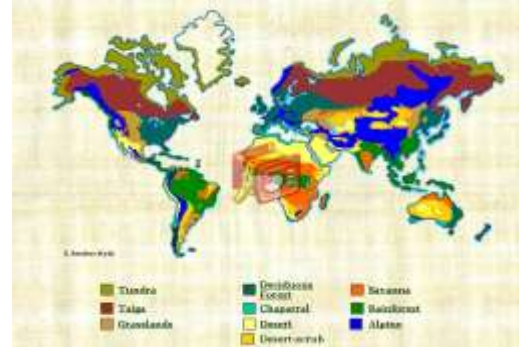 Tundra
Taiga
Grasslands
Deciduous
Forest
Chaparral
Desert
Desert-scrub
Savanna
Rainforest
Alpine